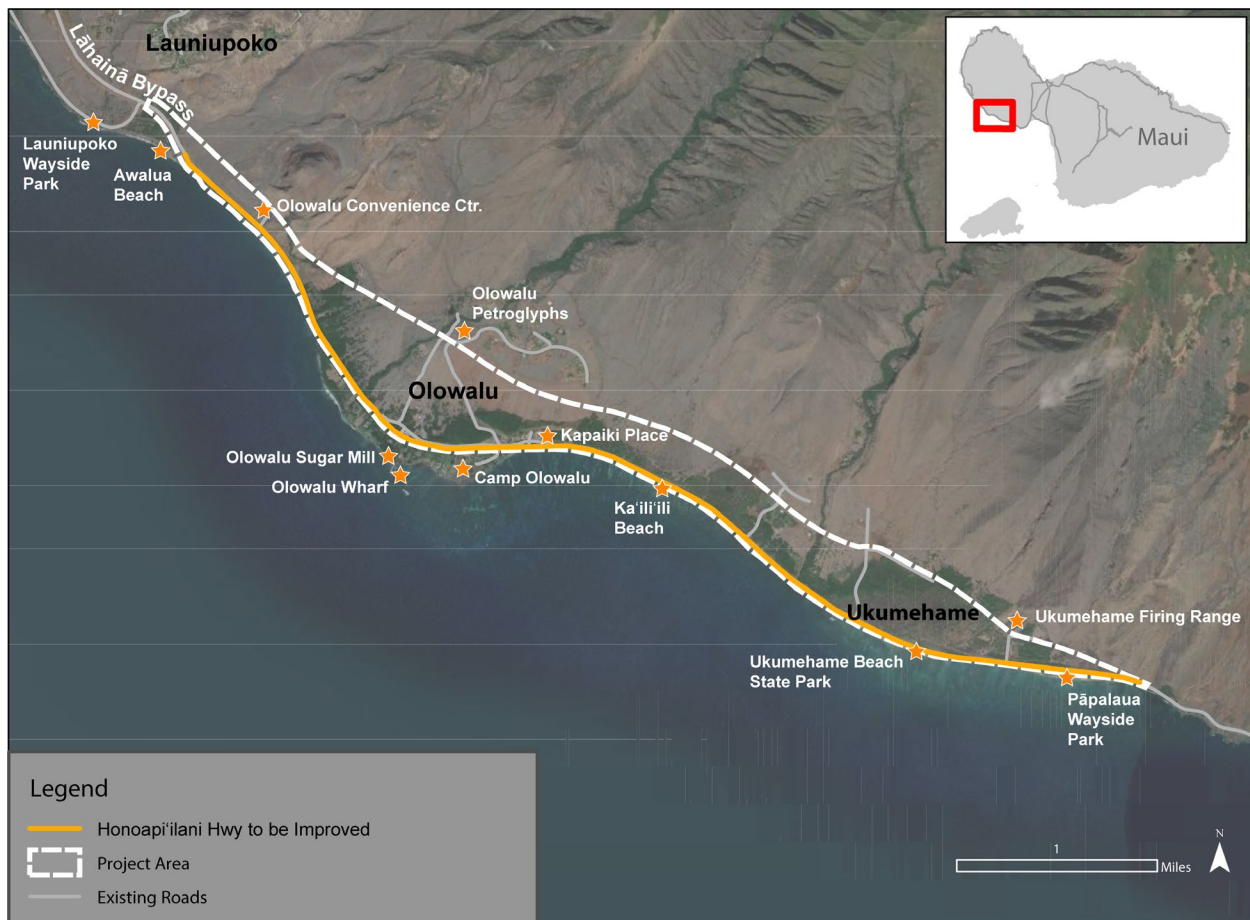 Launiupoko
Lāhainā Bypass
Maui
Launiupoko
Wayside
Park
Awalua
Beach
Olowalu Convenience Ctr.
Olowalu
Petroglyphs
Olowalu
Kapaiki Place
Olowalu Sugar Mill
Olowalu Wharf
Camp Olowalu
Kaʻiliʻili
Beach
Ukumehame
Ukumehame Firing Range
Ukumehame Beach
State Park
Pāpalaua
Wayside
Park
Legend
Honoapiʻilani Hwy to be Improved
Project Area
Existing Roads
1
Miles
N